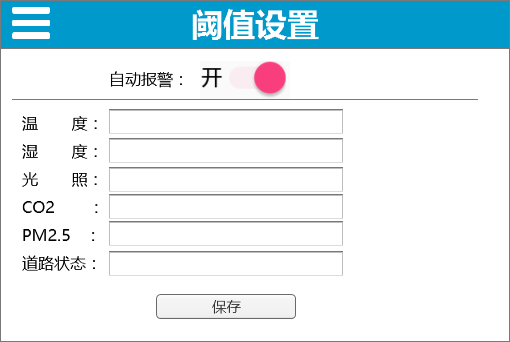 阈值设置
自动报警： 开
温 度：
湿 度：
光 照：
CO2 ：
PM2.5 ：
道路状态：
保存